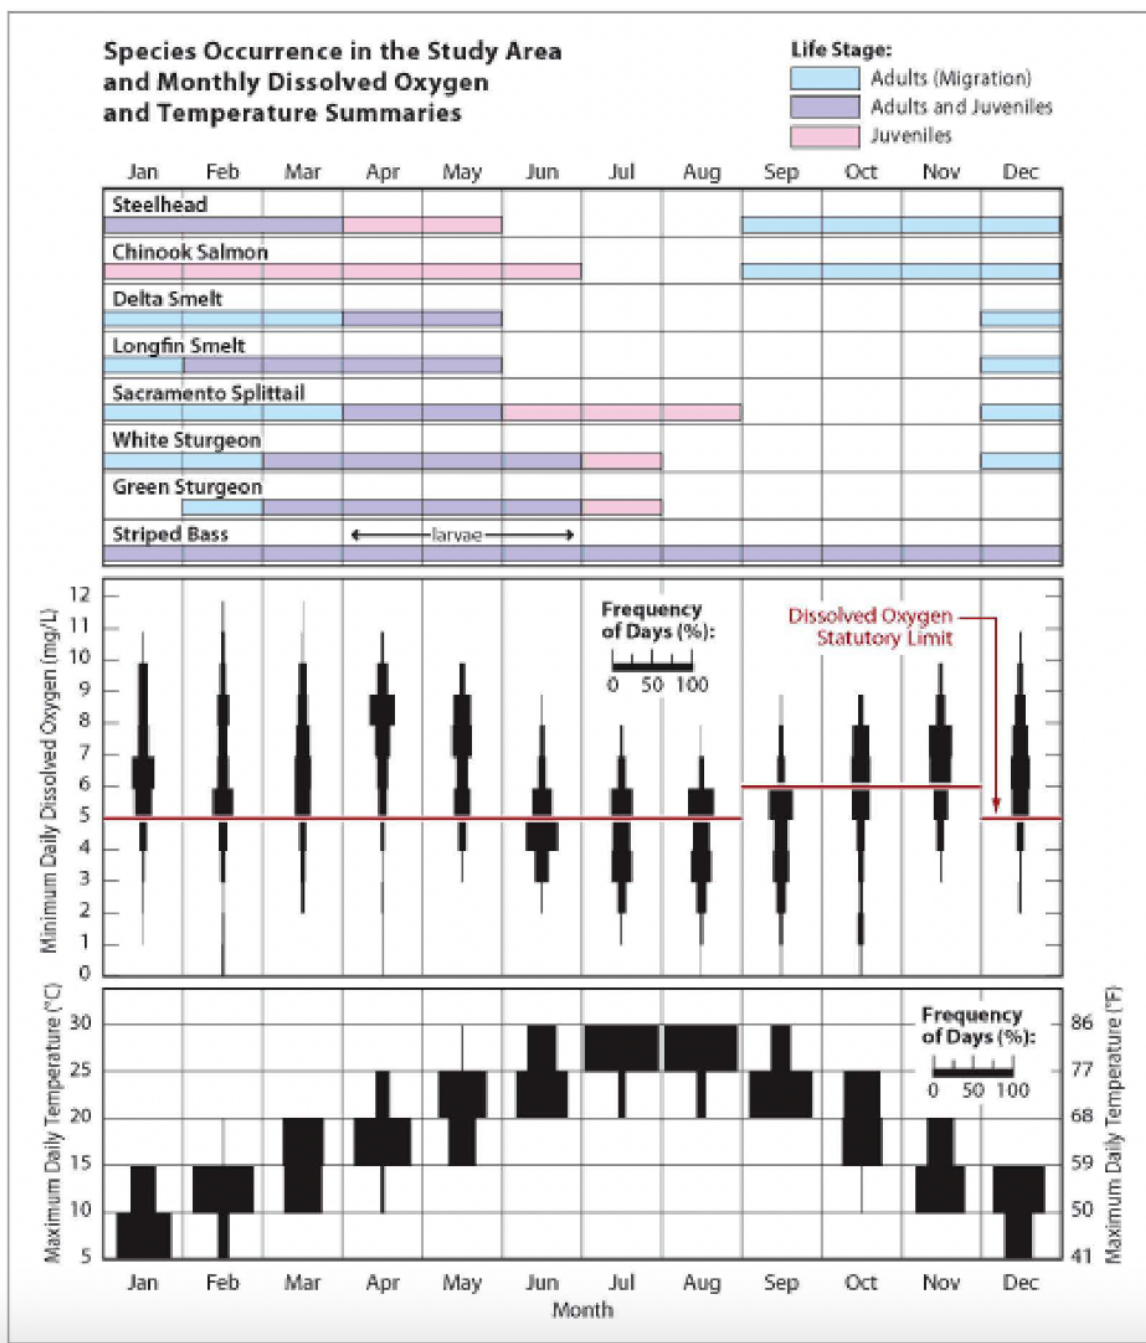 Species Occurrence in the Study Area
and Monthly Dissolved Oxygen
and Temperature Summaries
Life Stage:
Adults (Migration)
Adults and Juveniles
Juveniles
Jan Feb Mar Apr May Jun Jul Aug Sep Oct Nov Dec
Steelhead
Chinook Salmon
Delta Smelt
Longfin Smelt
Sacramento Splittail
White Sturgeon
Green Sturgeon
Striped Bass
larvae
Minimum Daily Dissolved Oxygen (mg/L)
12
11
10
9
8
7
6
5
4
3
2
1
0
Frequency
of Days (%):
0 50 100
Dissolved Oxygen
Statutory Limit
Maximum Daily Temperature (°C)
30
25
20
15
10
5
Frequency
of Days (%):
0 50 100
86
77
68
59
50
41
Maximum Daily Temperature (°F)
Jan Feb Mar Apr May Jun Jul Aug Sep Oct Nov Dec
Month